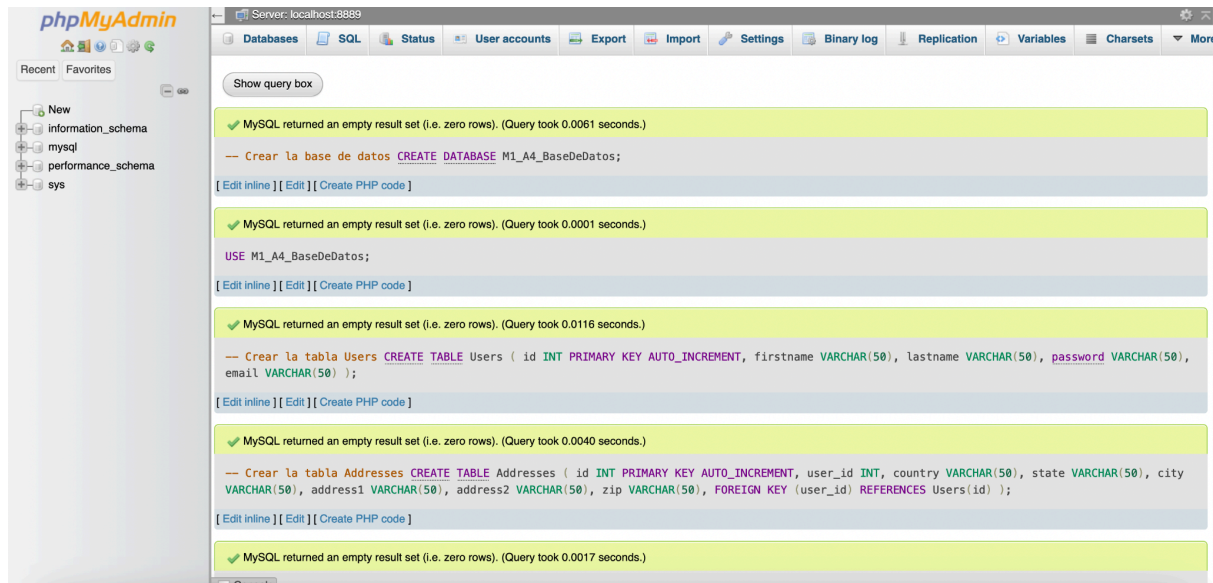 phpMyAdmin
Recent Favorites
New
information_schema
mysql
performance_schema
sys
Server: localhost:8889
Databases SQL Status User accounts Export Import Settings Binary log Replication Variables Charsets More
Show query box
MySQL returned an empty result set (i.e. zero rows). (Query took 0.0061 seconds.)
-- Crear la base de datos CREATE DATABASE M1_A4_BaseDeDatos;
[ Edit inline ] [ Edit ] [ Create PHP code ]
MySQL returned an empty result set (i.e. zero rows). (Query took 0.0001 seconds.)
USE M1_A4_BaseDeDatos;
[ Edit inline ] [ Edit ] [ Create PHP code ]
MySQL returned an empty result set (i.e. zero rows). (Query took 0.0116 seconds.)
-- Crear la tabla Users CREATE TABLE Users ( id INT PRIMARY KEY AUTO_INCREMENT, firstname VARCHAR(50), lastname VARCHAR(50), password VARCHAR(50),
email VARCHAR(50) );
[ Edit inline ] [ Edit ] [ Create PHP code ]
MySQL returned an empty result set (i.e. zero rows). (Query took 0.0040 seconds.)
-- Crear la tabla Addresses CREATE TABLE Addresses ( id INT PRIMARY KEY AUTO_INCREMENT, user_id INT, country VARCHAR(50), state VARCHAR(50), city
VARCHAR(50), address1 VARCHAR(50), address2 VARCHAR(50), zip VARCHAR(50), FOREIGN KEY (user_id) REFERENCES Users(id) );
[ Edit inline ] [ Edit ] [ Create PHP code ]
MySQL returned an empty result set (i.e. zero rows). (Query took 0.0017 seconds.)